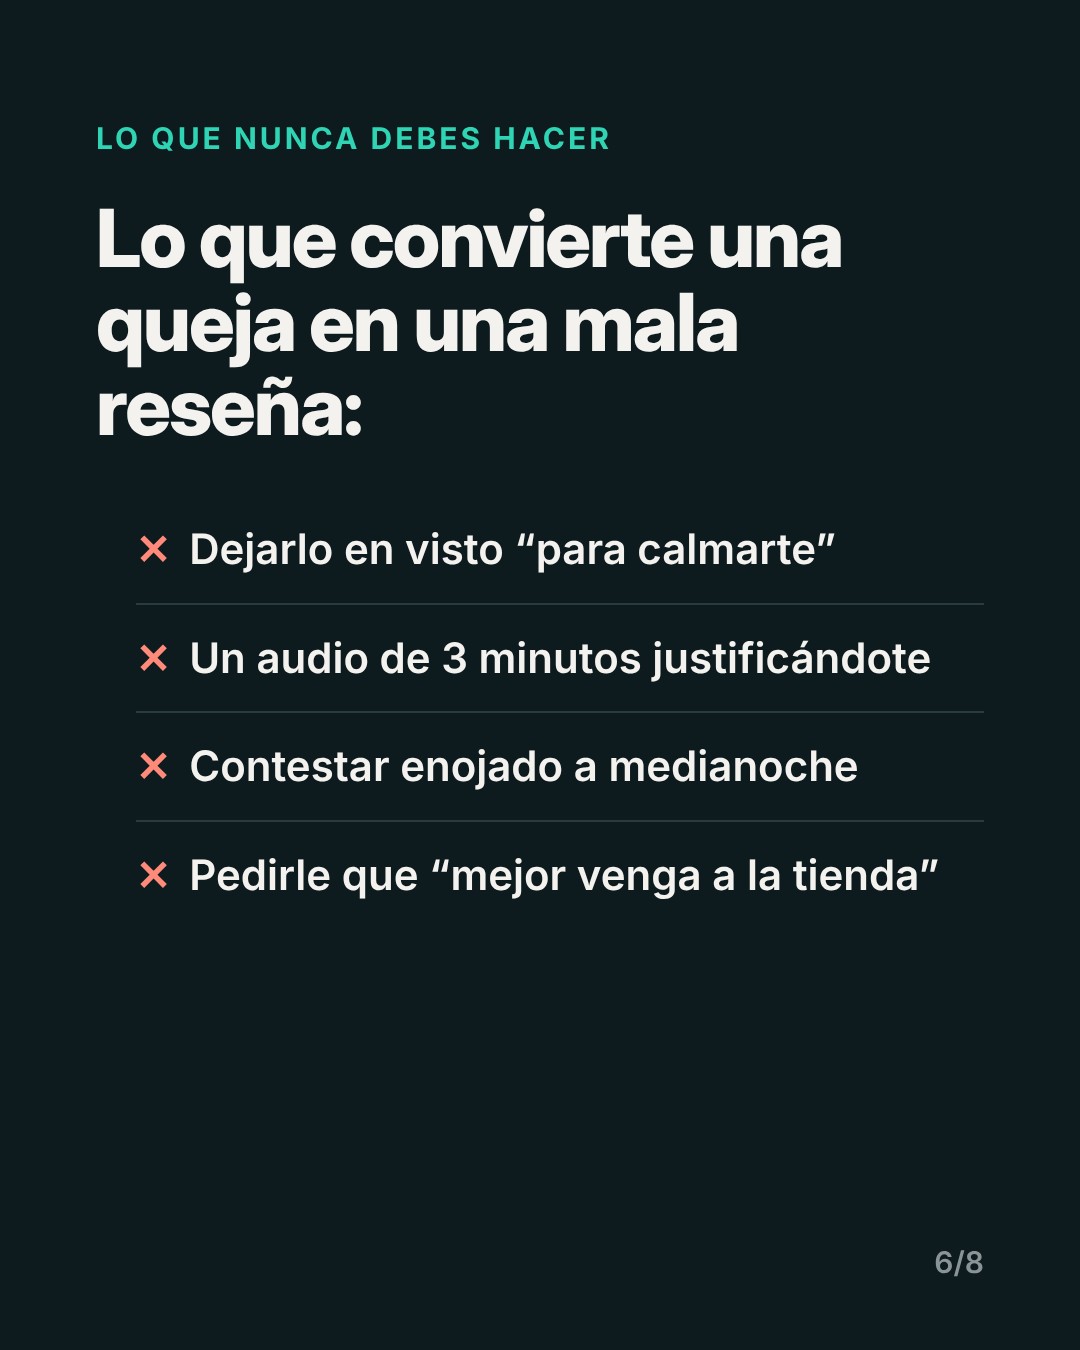 LO QUE NUNCA DEBES HACER
Lo que convierte una
queja en una mala
reseña:
✕ Dejarlo en visto “para calmarte”
✕ Un audio de 3 minutos justificándote
✕ Contestar enojado a medianoche
✕ Pedirle que “mejor venga a la tienda”
6/8